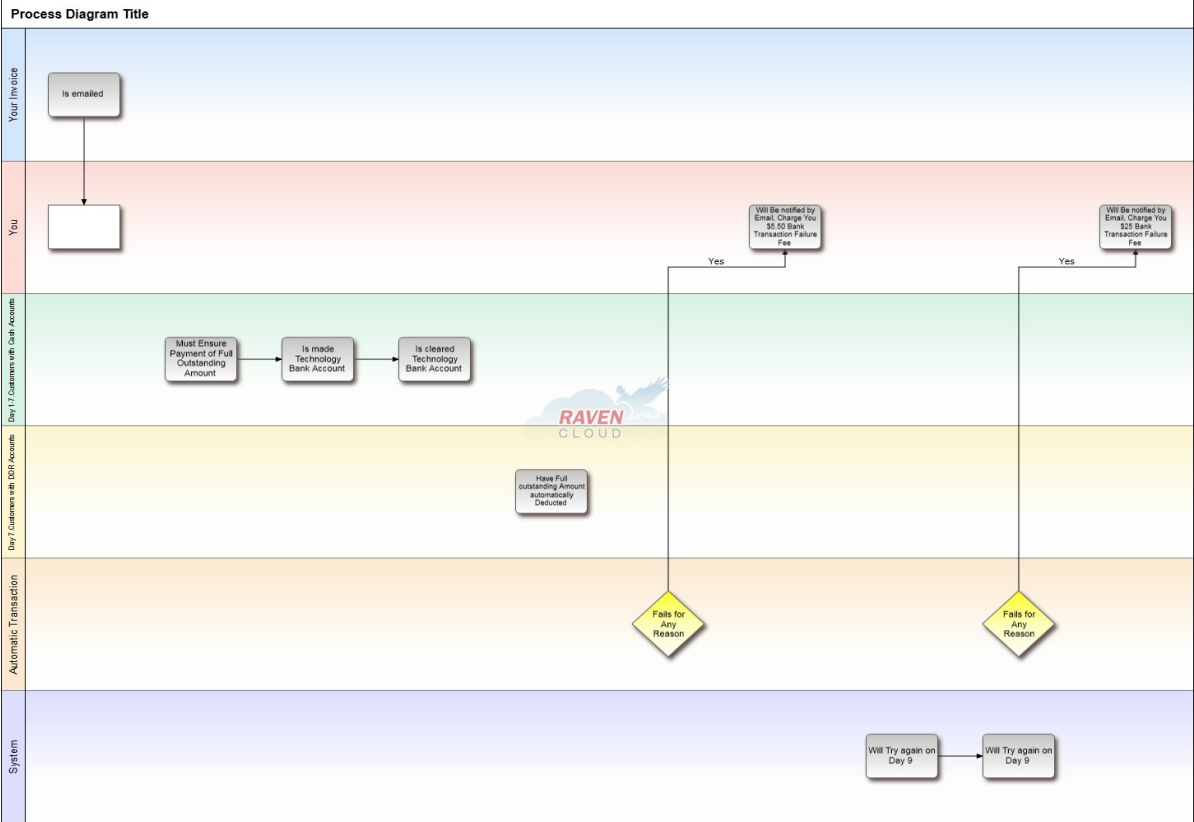 Process Diagram Title
Your Invoice
Is emailed
You
Will Be notified by
Email, Charge You
$5.50 Bank
Transaction Failure
Fee
Will Be notified by
Email, Charge You
$25 Bank
Transaction Failure
Fee
Yes
Yes
Day 1-7.Customers with Cash Accounts
Must Ensure
Payment of Full
Outstanding
Amount
Is made
Technology
Bank Account
Is cleared
Technology
Bank Account
RAVEN
CLOUD
Day 7.Customers with DDR Accounts
Have Full
outstanding Amount
automatically
Deducted
Automatic Transaction
Fails for
Any
Reason
Fails for
Any
Reason
System
Will Try again on
Day 9
Will Try again on
Day 9